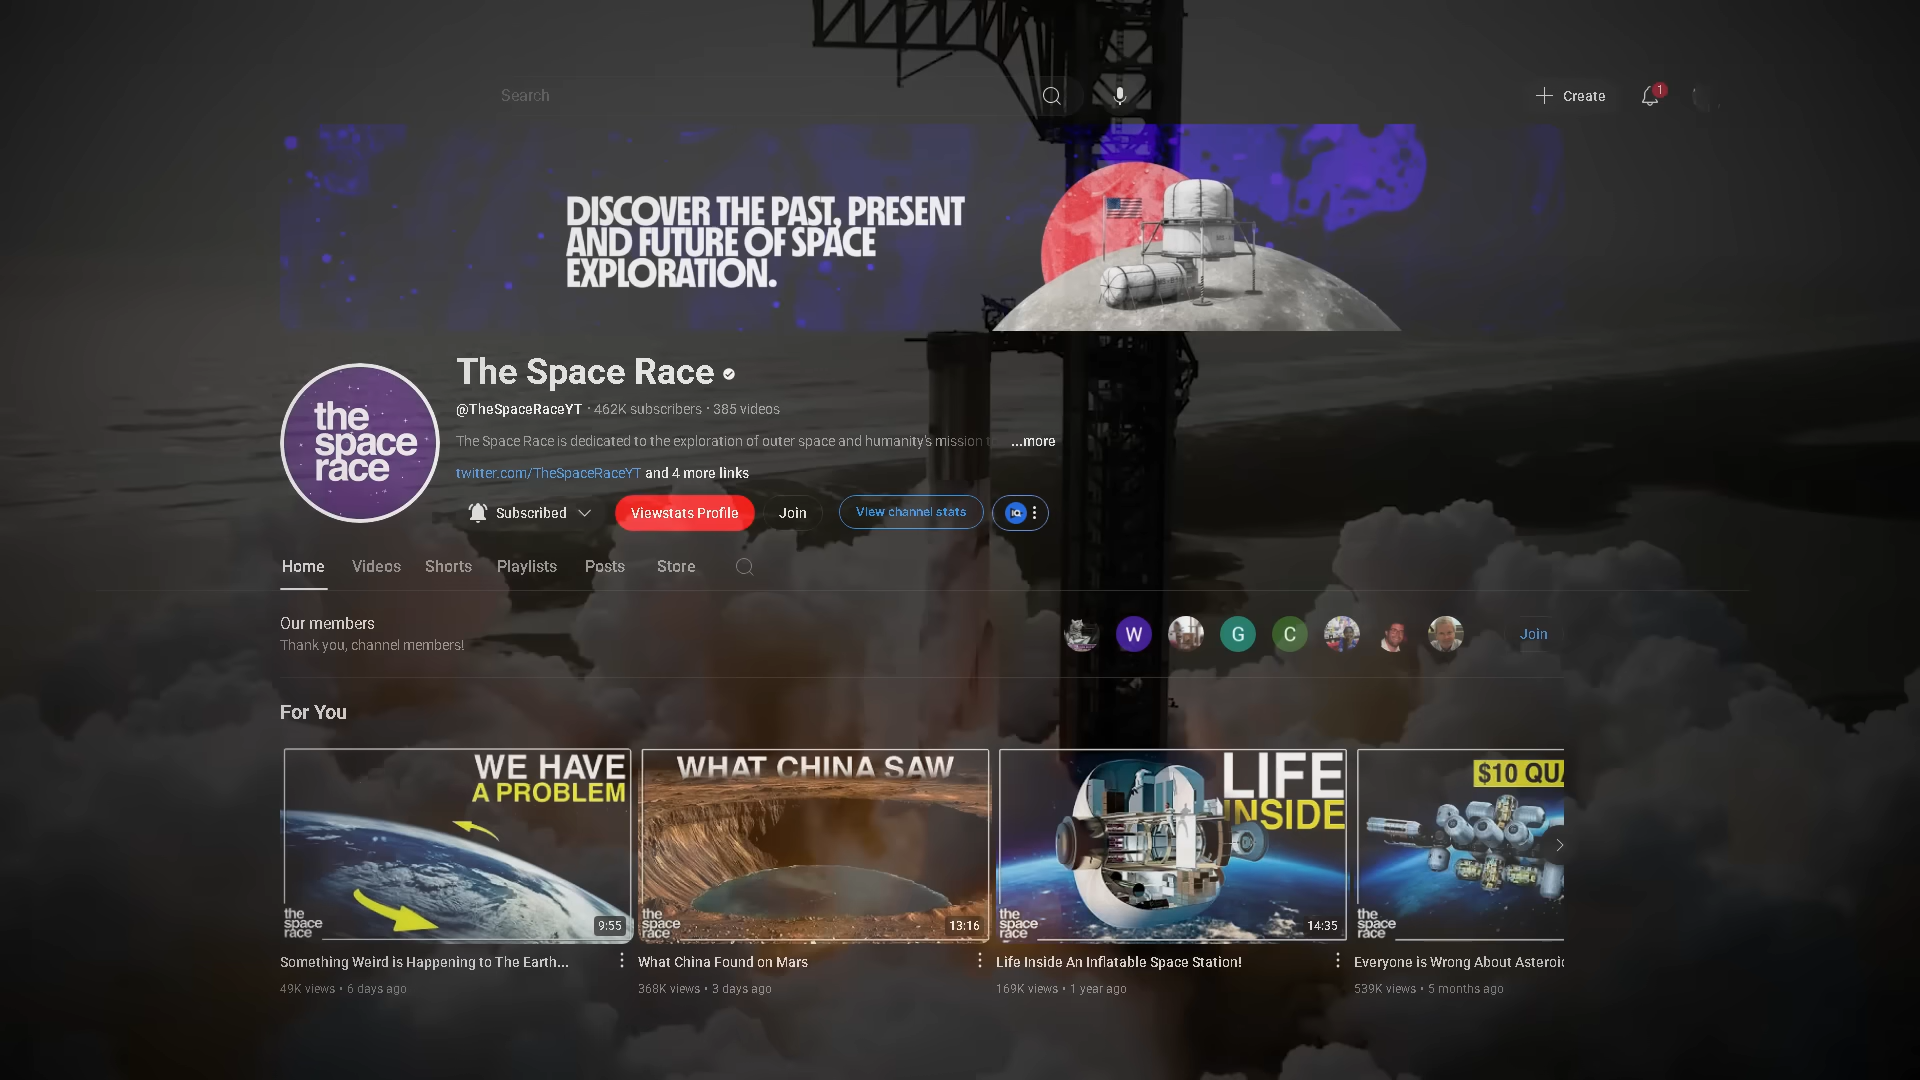 Search
Create
1
DISCOVER THE PAST, PRESENT
AND FUTURE OF SPACE
EXPLORATION.
the
space
race
The Space Race
@TheSpaceRaceYT · 462K subscribers · 385 videos
The Space Race is dedicated to the exploration of outer space and humanity's mission ...more
twitter.com/TheSpaceRaceYT and 4 more links
Subscribed
Viewstats Profile
Join
View channel stats
IQ
Home Videos Shorts Playlists Posts Store
Our members
Thank you, channel members!
W
G
C
Join
For You
WE HAVE
A PROBLEM
the
space
race
9:55
WHAT CHINA SAW
the
space
race
13:16
LIFE
INSIDE
the
space
race
14:35
$10 QUA
the
space
race
Something Weird is Happening to The Earth...
49K views • 6 days ago
What China Found on Mars
368K views • 3 days ago
Life Inside An Inflatable Space Station!
169K views • 1 year ago
Everyone is Wrong About Asteroi
539K views • 5 months ago